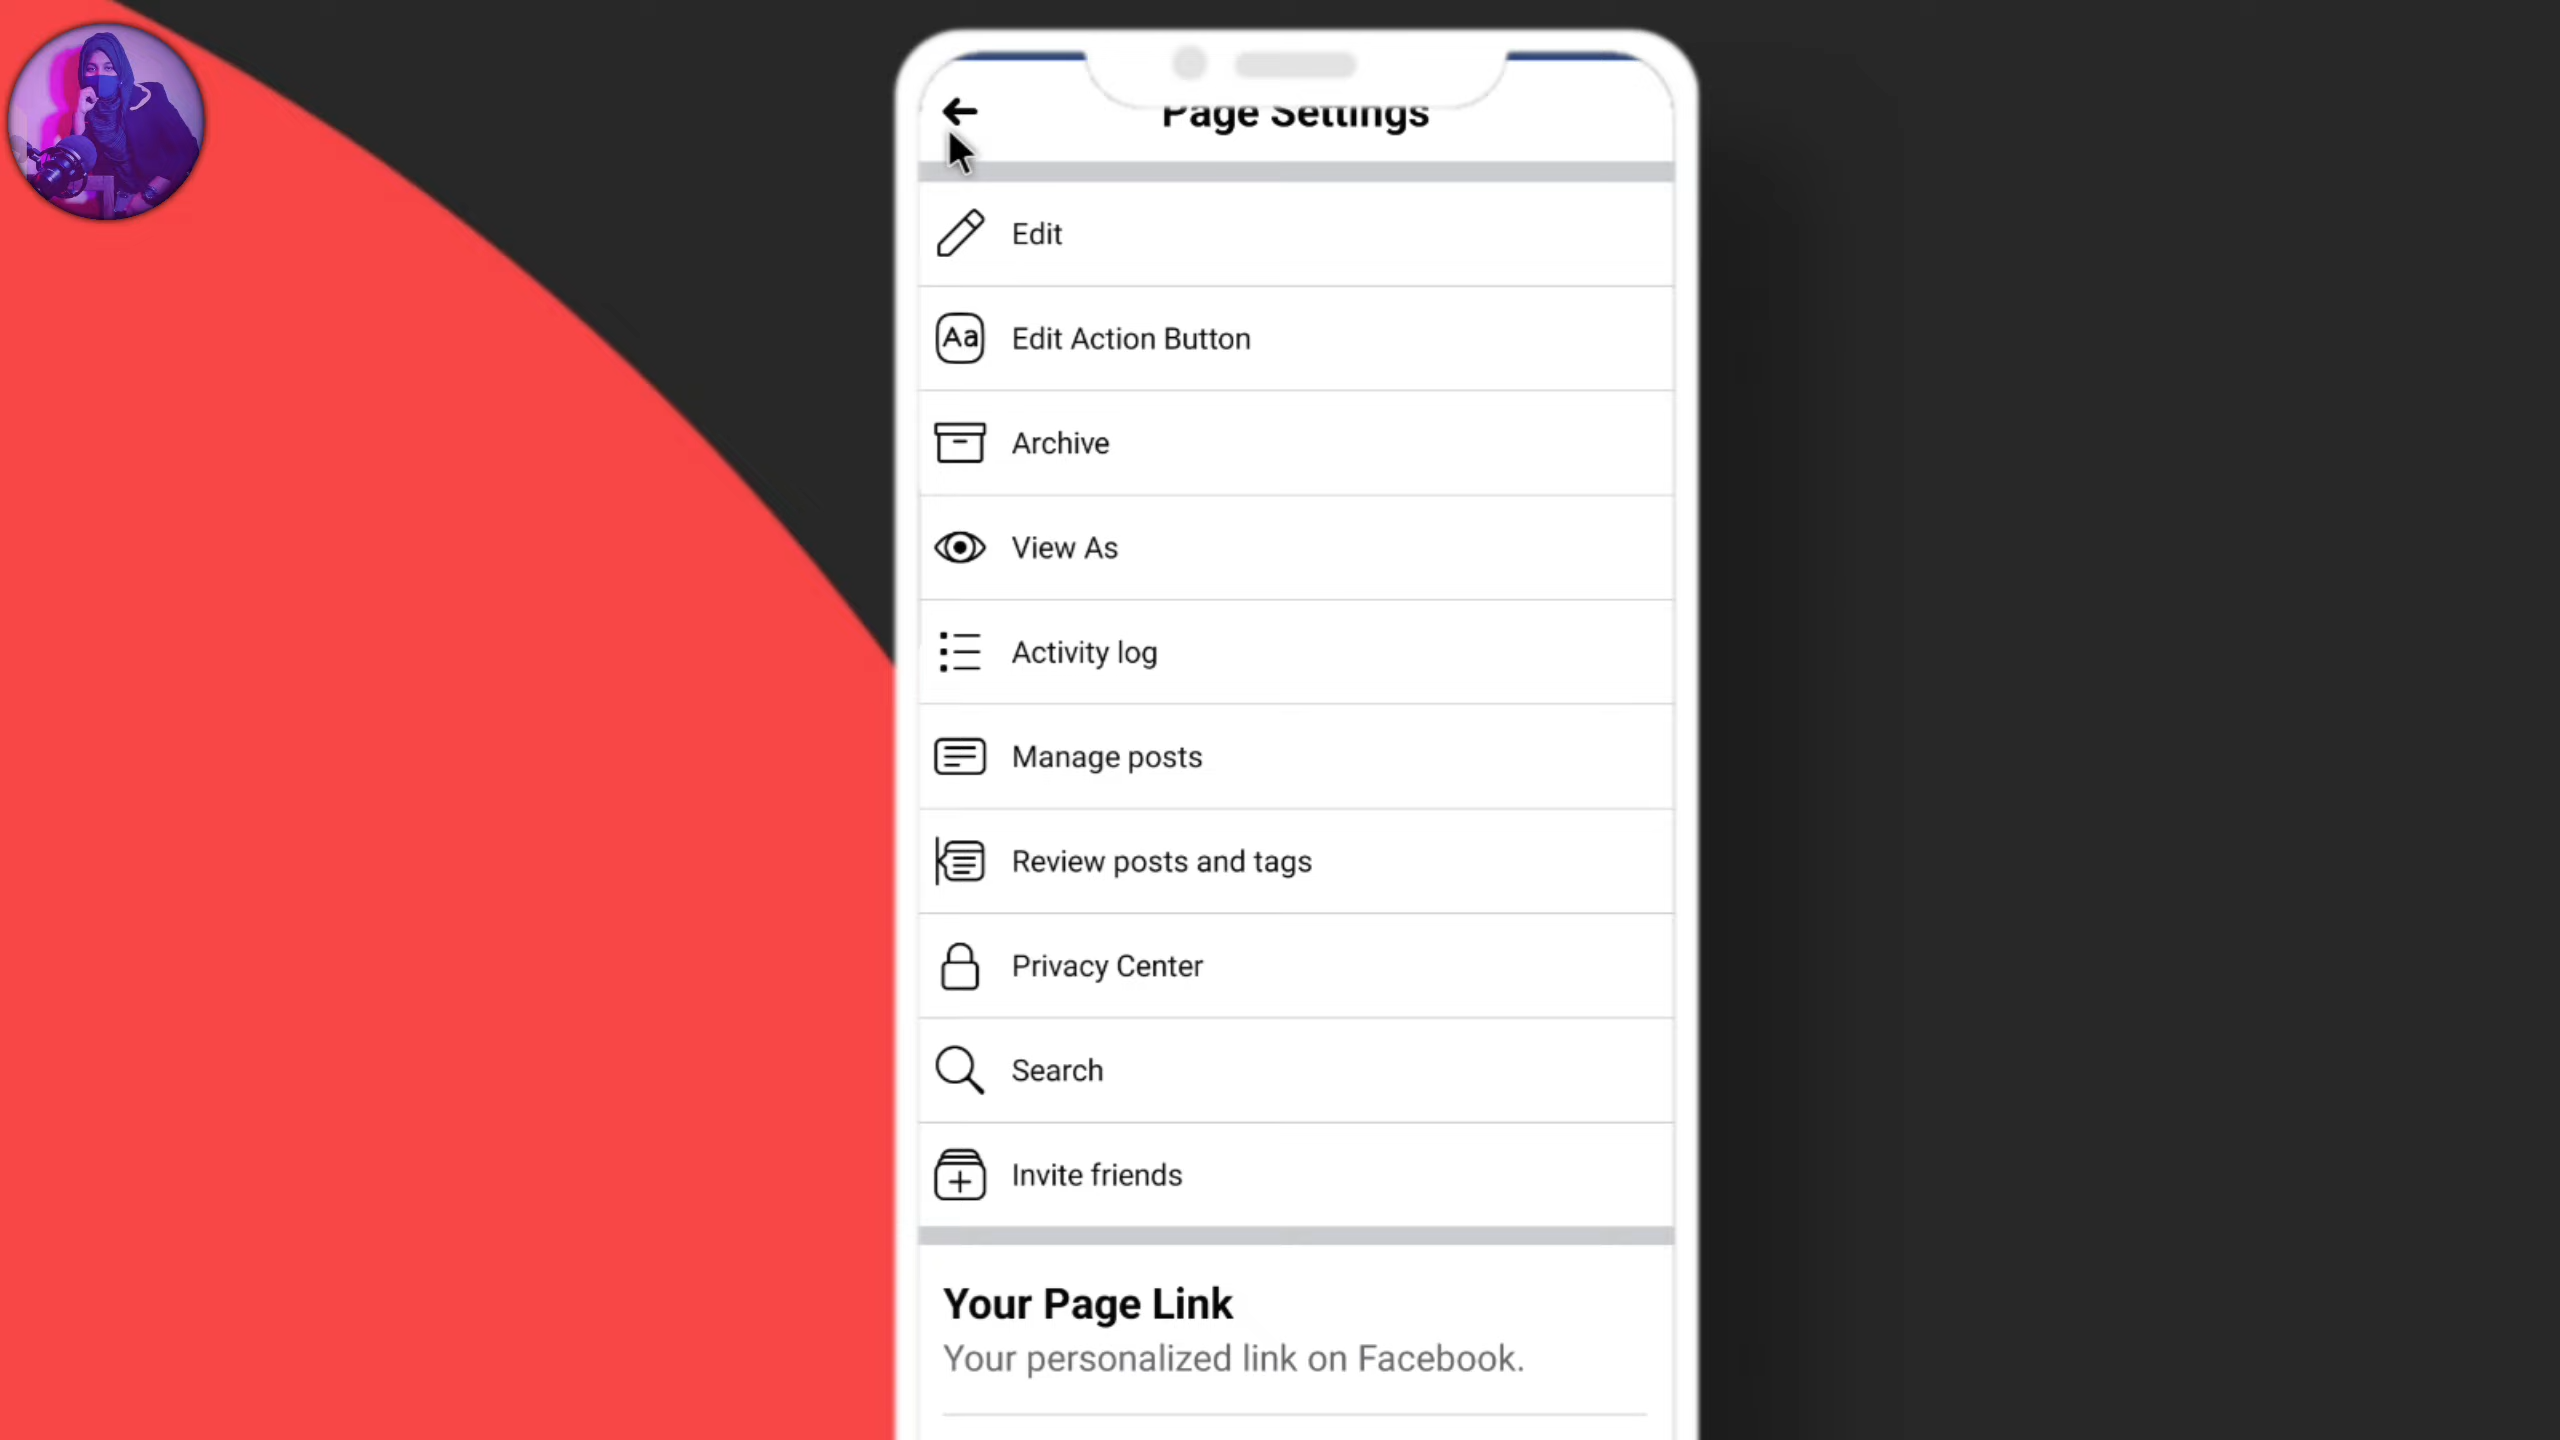 Page Settings
Edit
Aa
Edit Action Button
Archive
View As
Activity log
Manage posts
Review posts and tags
Privacy Center
Search
Invite friends
Your Page Link
Your personalized link on Facebook.